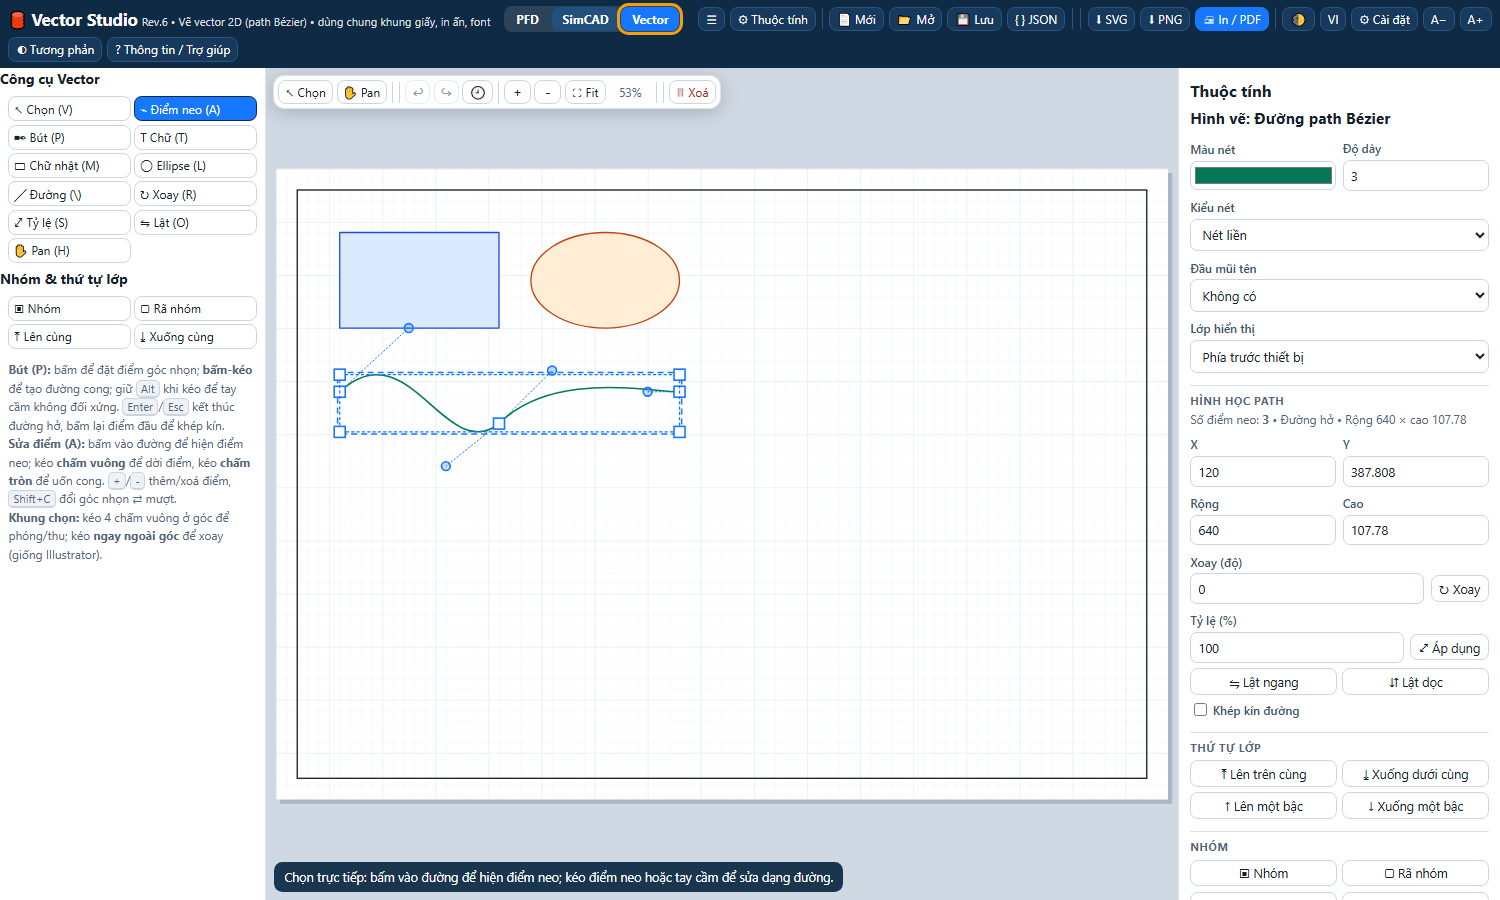 Vector Studio Rev.6 • Vẽ vector 2D (path Bézier) • dùng chung khung giấy, in ấn, font
PFD SimCAD Vector
☰ ⚙ Thuộc tính Mới Mở Lưu { } JSON ⬇ SVG ⬇ PNG In / PDF VI ⚙ Cài đặt A− A+
Tương phản ? Thông tin / Trợ giúp
Công cụ Vector
Chọn (V) Điểm neo (A)
Bút (P) T Chữ (T)
Chữ nhật (M) Ellipse (L)
Đường (\) ↻ Xoay (R)
Tỷ lệ (S) Lật (O)
Pan (H)
Nhóm & thứ tự lớp
Nhóm Rã nhóm
Lên cùng Xuống cùng
Bút (P): bấm để đặt điểm góc nhọn; bấm-kéo
để tạo đường cong; giữ Alt khi kéo để tay
cầm không đối xứng. Enter/Esc kết thúc
đường hở, bấm lại điểm đầu để khép kín.
Sửa điểm (A): bấm vào đường để hiện điểm
neo; kéo chấm vuông để dời điểm, kéo chấm
tròn để uốn cong. +/- thêm/xoá điểm,
Shift+C đổi góc nhọn ⇄ mượt.
Khung chọn: kéo 4 chấm vuông ở góc để
phóng/thu; kéo ngay ngoài góc để xoay
(giống Illustrator).
Chọn Pan ↩ ↪ + - Fit 53% Xoá
Chọn trực tiếp: bấm vào đường để hiện điểm neo; kéo điểm neo hoặc tay cầm để sửa dạng đường.
Thuộc tính
Hình vẽ: Đường path Bézier
Màu nét Độ dày
3
Kiểu nét
Nét liền
Đầu mũi tên
Không có
Lớp hiển thị
Phía trước thiết bị
HÌNH HỌC PATH
Số điểm neo: 3 • Đường hở • Rộng 640 × cao 107.78
X Y
120 387.808
Rộng Cao
640 107.78
Xoay (độ)
0 ↻ Xoay
Tỷ lệ (%)
100 Áp dụng
Lật ngang Lật dọc
Khép kín đường
THỨ TỰ LỚP
Lên trên cùng Xuống dưới cùng
↑ Lên một bậc ↓ Xuống một bậc
NHÓM
Nhóm Rã nhóm